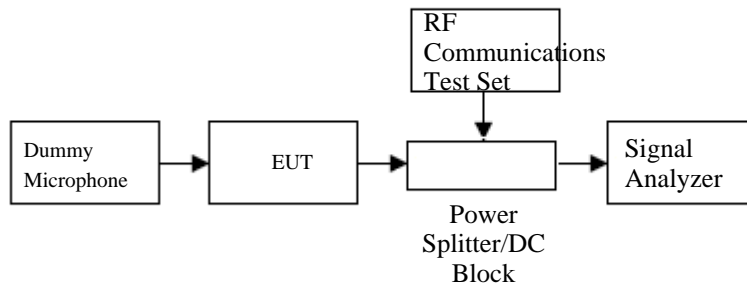 RF
Communications
Test Set
Dummy
Microphone
EUT
Signal
Analyzer
Power
Splitter/DC
Block